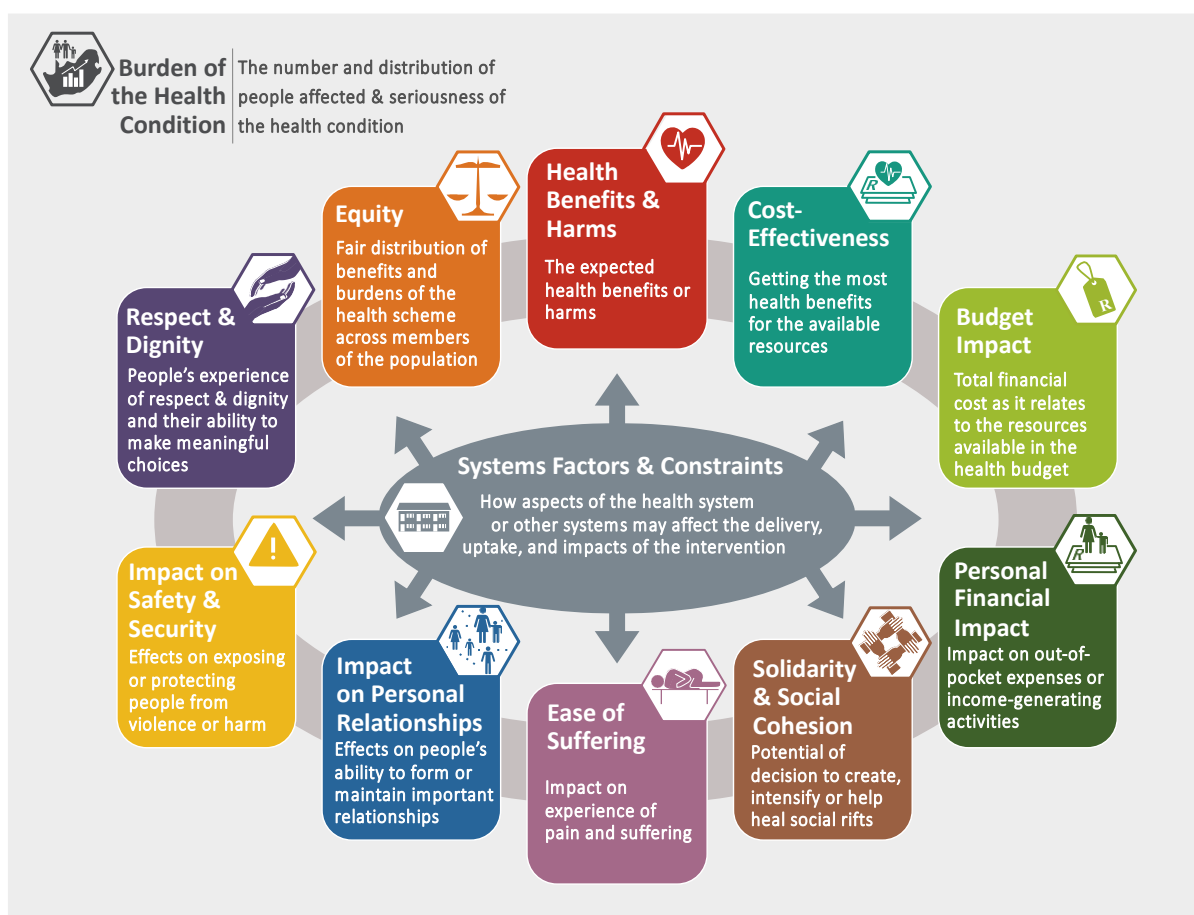 Burden of
the Health
Condition
The number and distribution of
people affected & seriousness of
the health condition
Health
Benefits &
Harms
The expected
health benefits or
harms
Equity
Fair distribution of
benefits and
burdens of the
health scheme
across members
of the population
Cost-
Effectiveness
Getting the most
health benefits
for the available
resources
R
Respect &
Dignity
People's experience
of respect & dignity
and their ability to
make meaningful
choices
Budget
Impact
Total financial
cost as it relates
to the resources
available in the
health budget
R
Systems Factors & Constraints
How aspects of the health system
or other systems may affect the delivery,
uptake, and impacts of the intervention
Impact on
Safety &
Security
Effects on exposing
or protecting
people from
violence or harm
!
Personal
Financial
Impact
Impact on out-of-
pocket expenses or
income-generating
activities
R
Impact
on Personal
Relationships
Effects on people's
ability to form or
maintain important
relationships
Ease of
Suffering
Impact on
experience of
pain and suffering
Solidarity
& Social
Cohesion
Potential of
decision to create,
intensify or help
heal social rifts